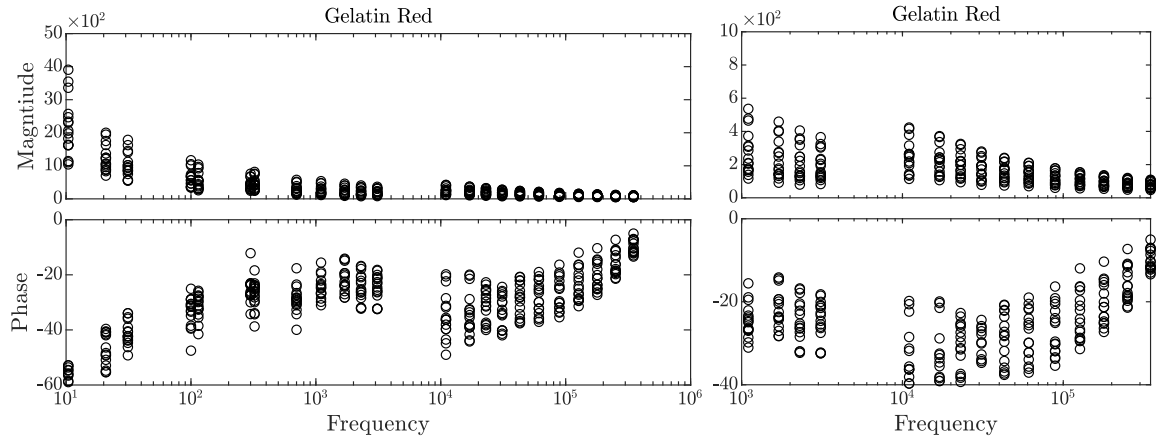 Gelatin Red
×10²
50
40
30
20
10
0
Magntiude
0
-20
-40
-60
Phase
10¹ 10² 10³ 10⁴ 10⁵ 10⁶
Frequency
Gelatin Red
×10²
10
8
6
4
2
0
0
-20
-40
10³ 10⁴ 10⁵
Frequency